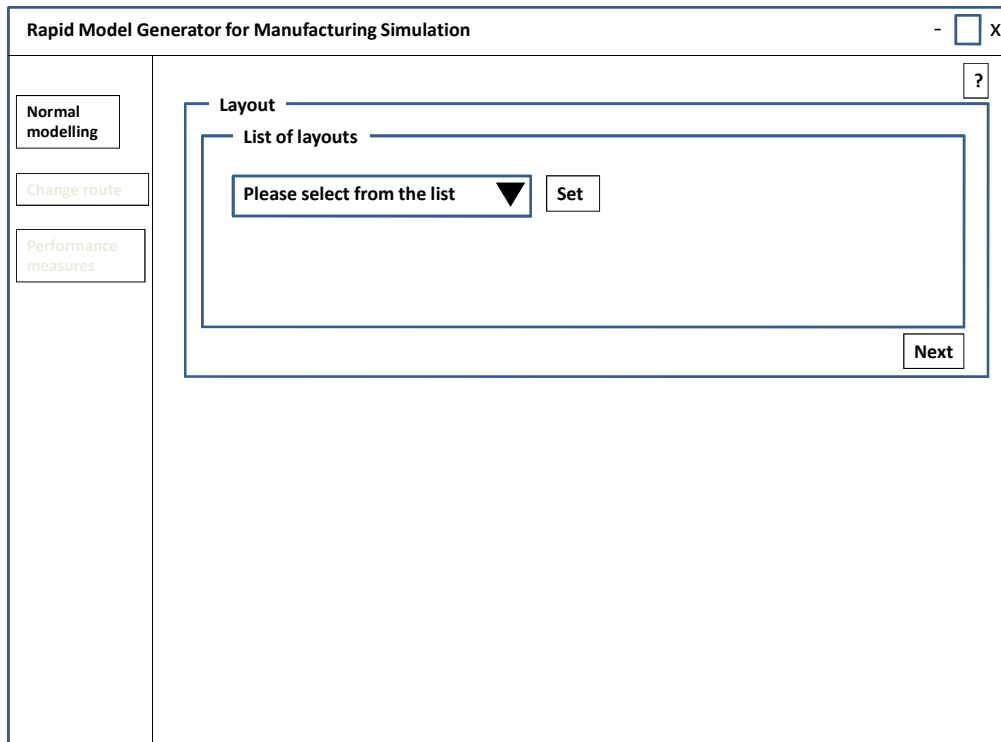 Rapid Model Generator for Manufacturing Simulation
- X
?
Normal
modelling
Change route
Performance
measures
Layout
List of layouts
Please select from the list
Set
Next